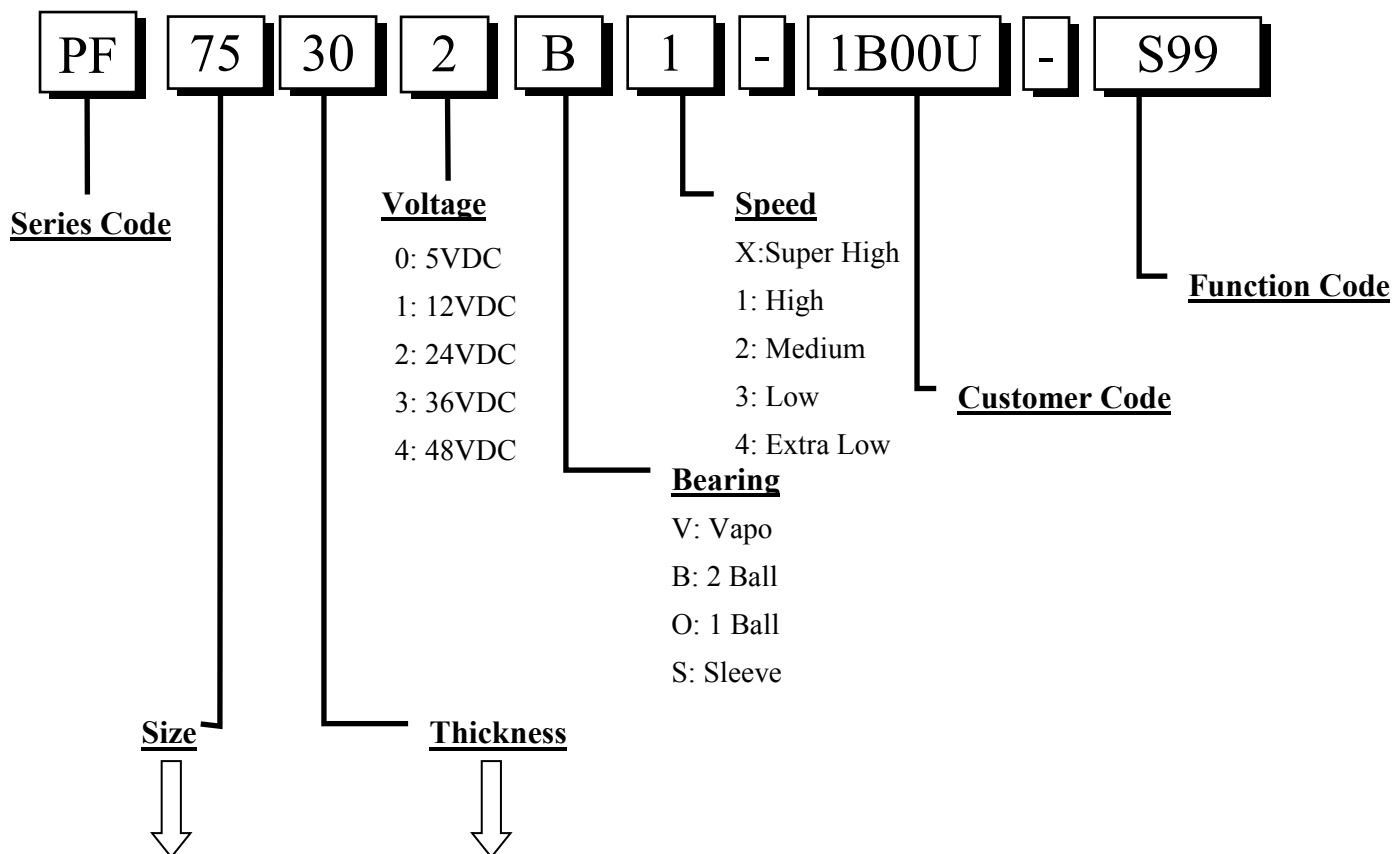 PF 75 30 2 B 1 - 1B00U - S99
Series Code
Voltage
0: 5VDC
1: 12VDC
2: 24VDC
3: 36VDC
4: 48VDC
Speed
X:Super High
1: High
2: Medium
3: Low
4: Extra Low
Function Code
Customer Code
Bearing
V: Vapo
B: 2 Ball
O: 1 Ball
S: Sleeve
Size
Thickness